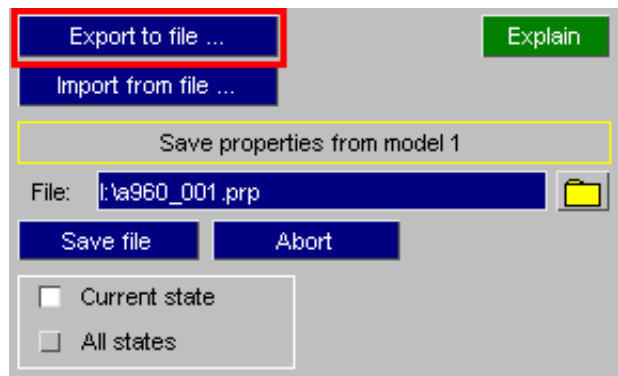 Export to file ...
Explain
Import from file ...
Save properties from model 1
File: I:\a960_001.prp
Save file Abort
Current state
All states